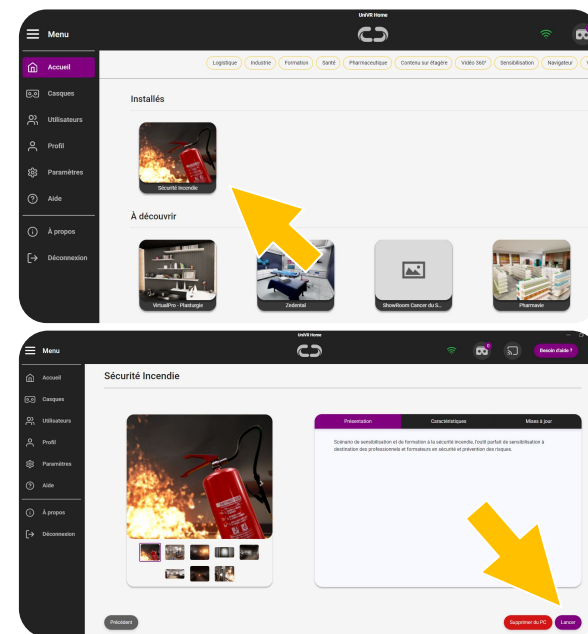 UniVR Home
Menu
Accueil
Logistique Industrie Formation Santé Pharmaceutique Contenu sur étagère Vidéo 360° Sensibilisation Navigateur
Casques
Installés
Utilisateurs
Profil
Paramètres
Sécurité Incendie
Aide
À découvrir
À propos
Déconnexion
VirtualPro - Plastergie Zedental ShowRoom Cancer du S... Pharmavie
UniVR Home
Menu
Besoin d'aide ?
Accueil
Sécurité Incendie
Casques
Utilisateurs
Présentation Caractéristiques Mises à jour
Profil
Scénario de sensibilisation et de formation à la sécurité incendie, l'outil parfait de sensibilisation à
destination des professionnels et formateurs en sécurité et prévention des risques.
Paramètres
Aide
À propos
Déconnexion
Précédent
Supprimer du PC Lancer